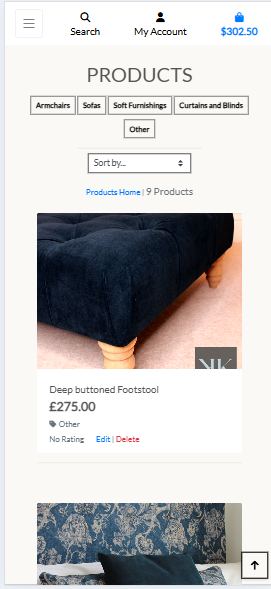 Search
My Account
$302.50
PRODUCTS
Armchairs
Sofas
Soft Furnishings
Curtains and Blinds
Other
Sort by...
Products Home | 9 Products
KK
Deep buttoned Footstool
£275.00
Other
No Rating
Edit | Delete